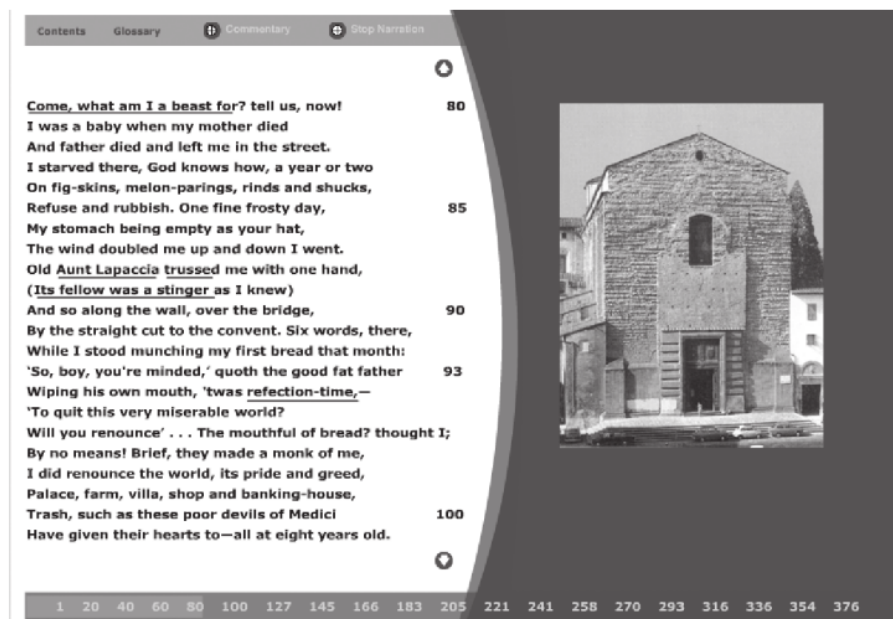 Contents Glossary Commentary Stop Narration
Come, what am I a beast for? tell us, now! 80
I was a baby when my mother died
And father died and left me in the street.
I starved there, God knows how, a year or two
On fig-skins, melon-parings, rinds and shucks,
Refuse and rubbish. One fine frosty day, 85
My stomach being empty as your hat,
The wind doubled me up and down I went.
Old Aunt Lapaccia trussed me with one hand,
(Its fellow was a stinger as I knew)
And so along the wall, over the bridge, 90
By the straight cut to the convent. Six words, there,
While I stood munching my first bread that month:
‘So, boy, you're minded,’ quoth the good fat father 93
Wiping his own mouth, ’twas refection-time,—
‘To quit this very miserable world?
Will you renounce’ . . . The mouthful of bread? thought I;
By no means! Brief, they made a monk of me,
I did renounce the world, its pride and greed,
Palace, farm, villa, shop and banking-house,
Trash, such as these poor devils of Medici 100
Have given their hearts to—all at eight years old.
1 20 40 60 80 100 127 145 166 183 205 221 241 258 270 293 316 336 354 376